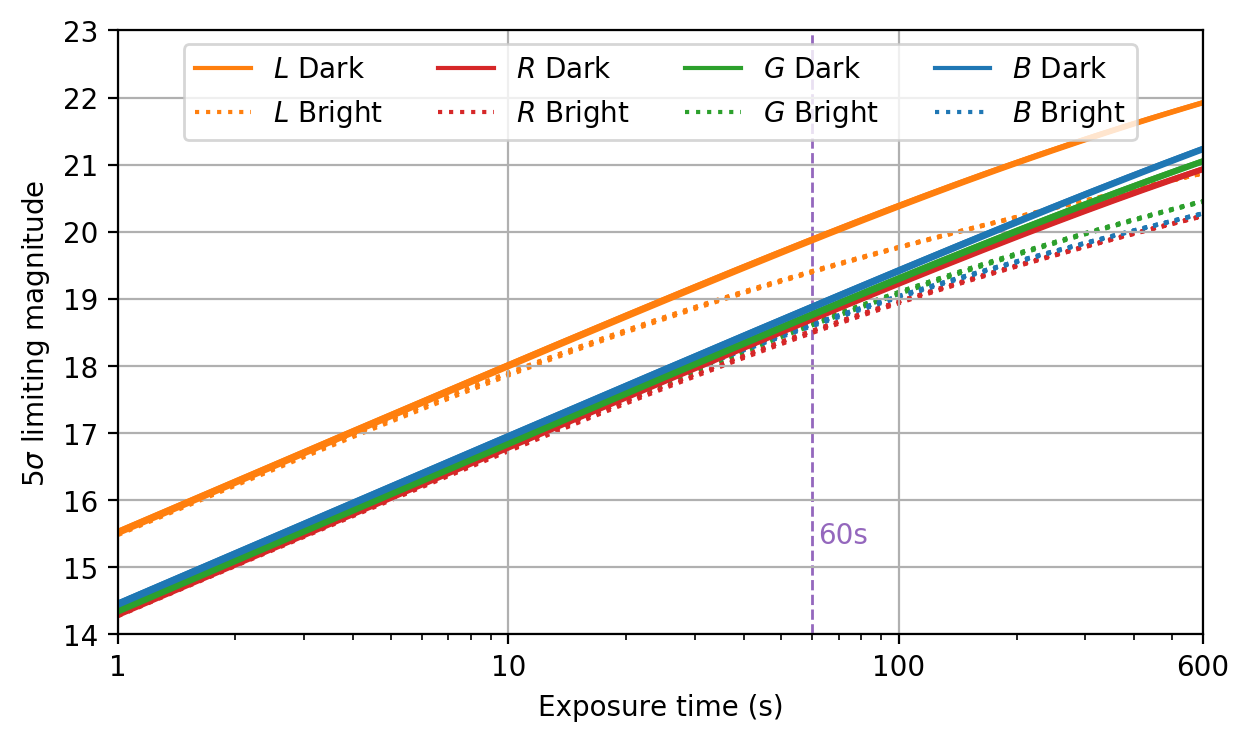 L Dark R Dark G Dark B Dark
L Bright R Bright G Bright B Bright
23
22
21
20
19
18
17
16
15
14
5σ limiting magnitude
60s
1 10 100 600
Exposure time (s)